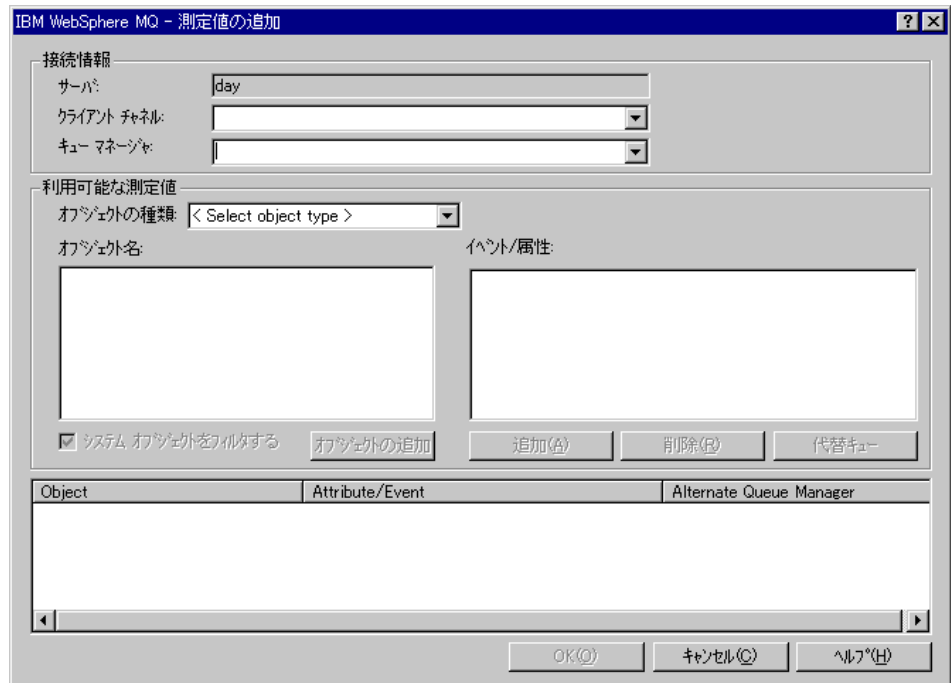 IBM WebSphere MQ - 測定値の追加
接続情報
サーバ:
day
クライアント チャネル:
キュー マネージャ:
利用可能な測定値
オブジェクトの種類:
< Select object type >
オブジェクト名:
イベント/属性:
システム オブジェクトをフィルタする
オブジェクトの追加
追加(A)
削除(R)
代替キュー
Object
Attribute/Event
Alternate Queue Manager
OK(O)
キャンセル(C)
ヘルプ(H)